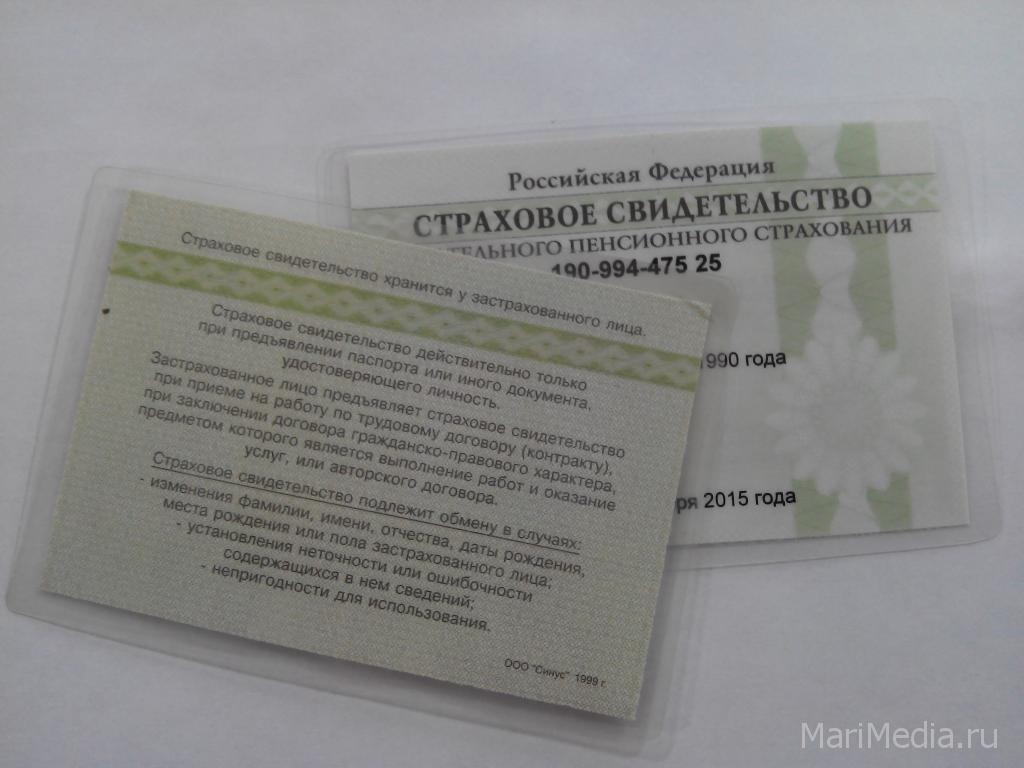 Российская Федерация
СТРАХОВОЕ СВИДЕТЕЛЬСТВО
ПЕНСИОННОГО СТРАХОВАНИЯ
190-994-475 25
1990 года
2015 года
Страховое свидетельство хранится у застрахованного лица.
Страховое свидетельство действительно только
при предъявлении паспорта или иного документа,
удостоверяющего личность.
Застрахованное лицо предъявляет страховое свидетельство
при приеме на работу по трудовому договору (контракту),
при заключении договора гражданско-правового характера,
предметом которого является выполнение работ и оказание
услуг, или авторского договора.
Страховое свидетельство подлежит обмену в случаях:
- изменения фамилии, имени, отчества, даты рождения,
места рождения или пола застрахованного лица;
- установления неточности или ошибочности
содержащихся в нем сведений;
- непригодности для использования.
ООО "Синус" 1999 г.
MariMedia.ru